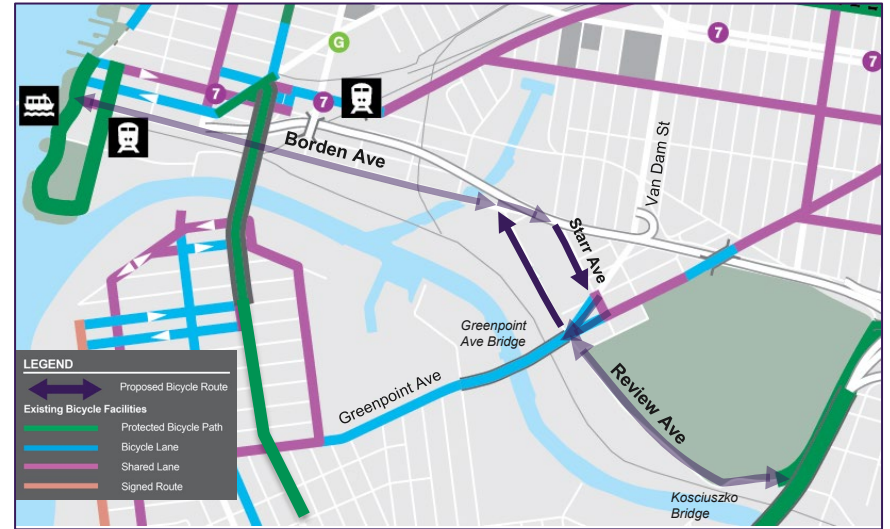 G
7
7
7
7
Borden Ave
Van Dam St
Starr Ave
Greenpoint
Ave Bridge
Greenpoint Ave
Review Ave
Kosciuszko
Bridge
LEGEND
Proposed Bicycle Route
Existing Bicycle Facilities
Protected Bicycle Path
Bicycle Lane
Shared Lane
Signed Route